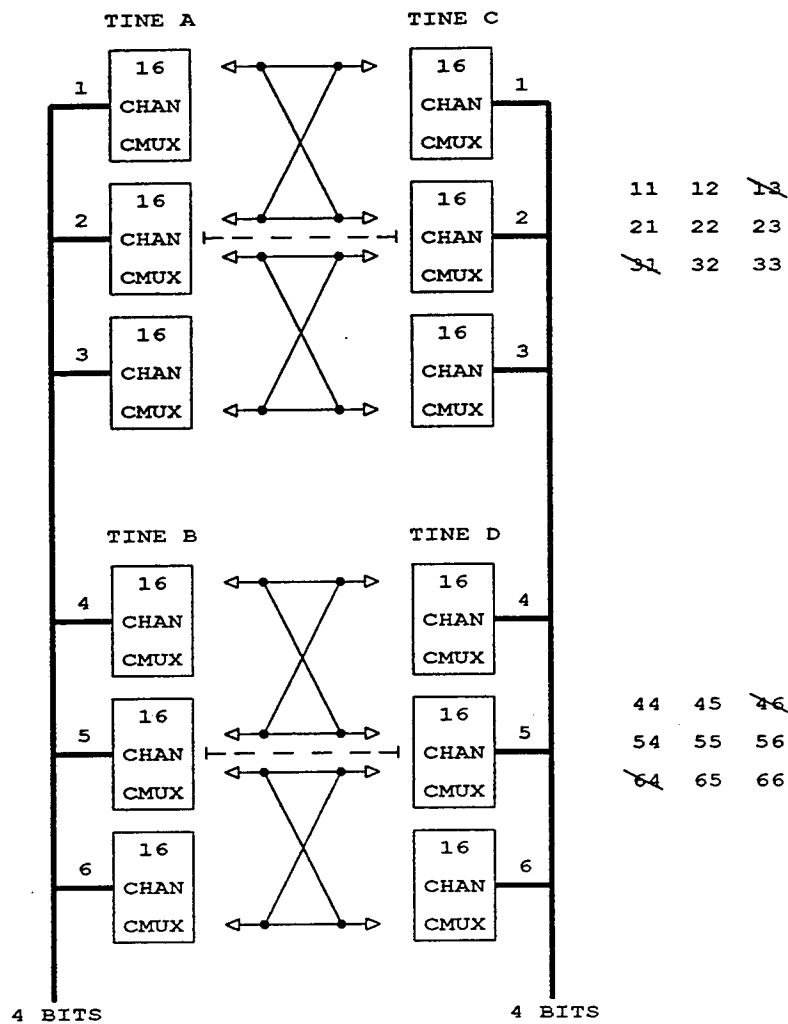 TINE A
TINE C
16
CHAN
CMUX
1
16
CHAN
CMUX
1
16
CHAN
CMUX
2
16
CHAN
CMUX
2
16
CHAN
CMUX
3
16
CHAN
CMUX
3
11 12 13
21 22 23
31 32 33
TINE B
TINE D
16
CHAN
CMUX
4
16
CHAN
CMUX
4
16
CHAN
CMUX
5
16
CHAN
CMUX
5
16
CHAN
CMUX
6
16
CHAN
CMUX
6
44 45 46
54 55 56
64 65 66
4 BITS
4 BITS